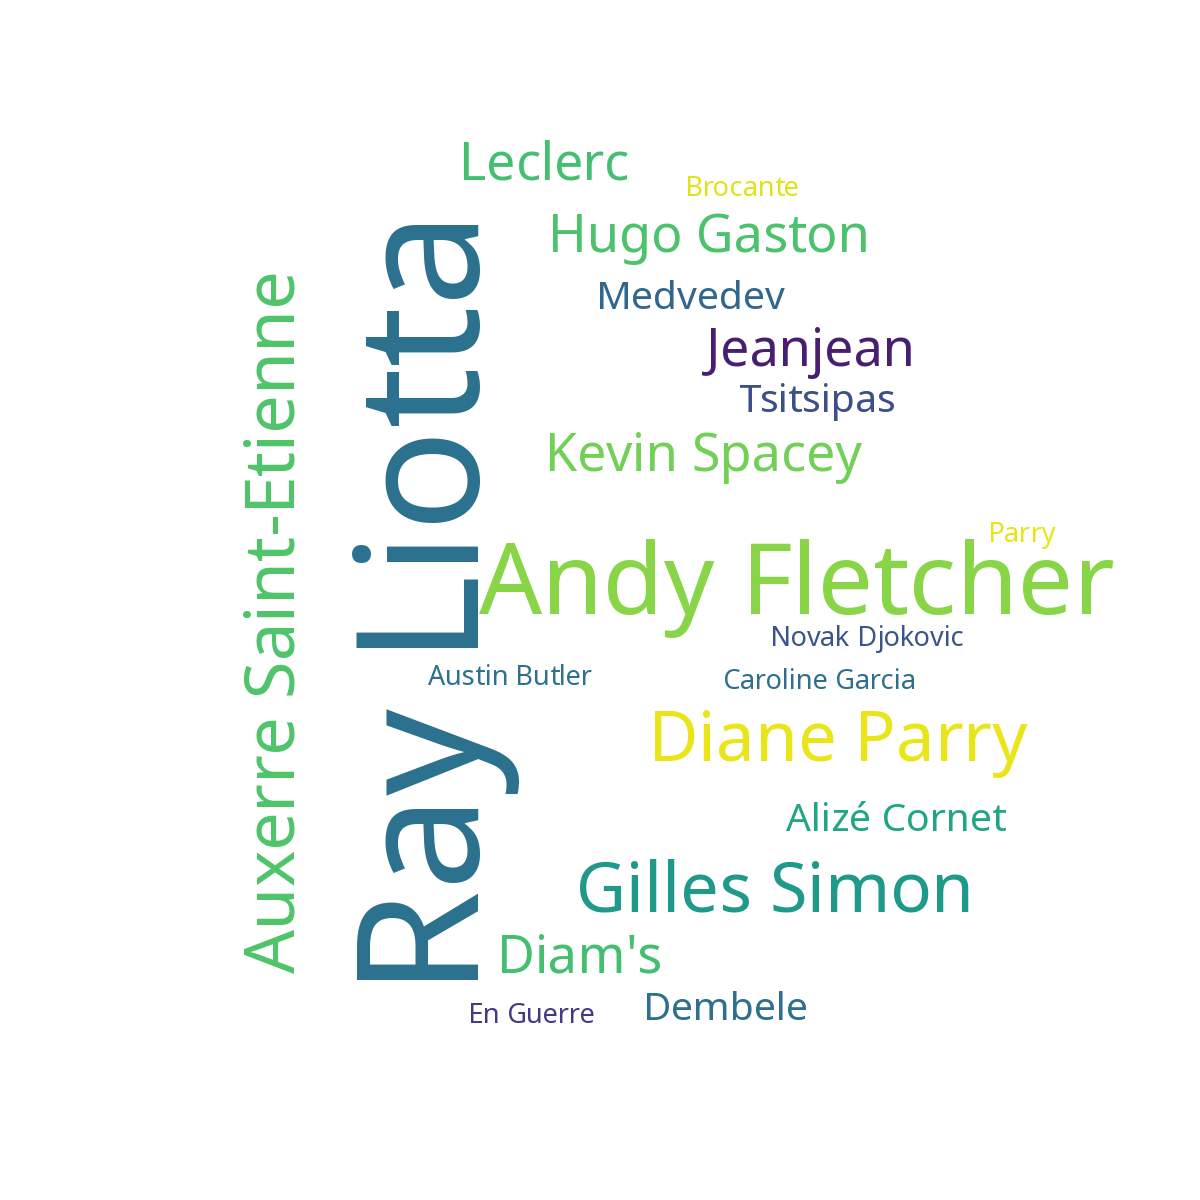 Leclerc
Brocante
Hugo Gaston
Medvedev
Jeanjean
Tsitsipas
Kevin Spacey
Auxerre Saint-Etienne
Ray Liotta
Parry
Andy Fletcher
Novak Djokovic
Austin Butler
Caroline Garcia
Diane Parry
Alizé Cornet
Gilles Simon
Diam's
Dembele
En Guerre